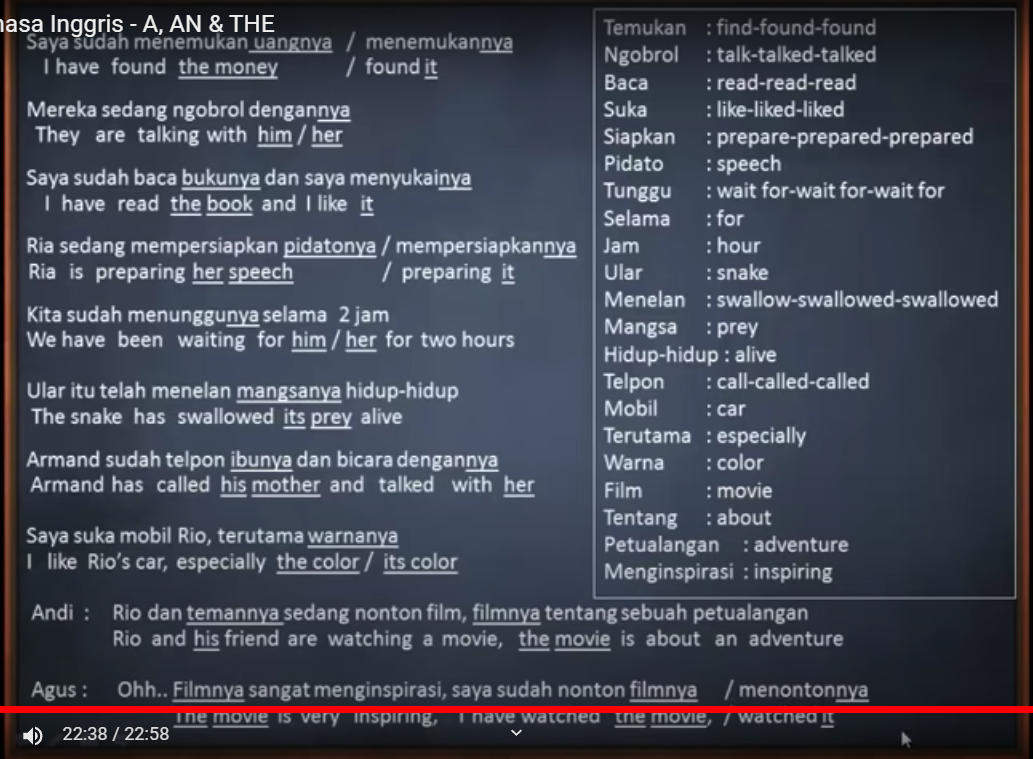 hasa Inggris - A, AN & THE
Saya sudah menemukan uangnya / menemukannya
I have found the money / found it
Mereka sedang ngobrol dengannya
They are talking with him / her
Saya sudah baca bukunya dan saya menyukainya
I have read the book and I like it
Ria sedang mempersiapkan pidatonya / mempersiapkannya
Ria is preparing her speech / preparing it
Kita sudah menunggunya selama 2 jam
We have been waiting for him / her for two hours
Ular itu telah menelan mangsanya hidup-hidup
The snake has swallowed its prey alive
Armand sudah telpon ibunya dan bicara dengannya
Armand has called his mother and talked with her
Saya suka mobil Rio, terutama warnanya
I like Rio's car, especially the color / its color
Temukan : find-found-found
Ngobrol : talk-talked-talked
Baca : read-read-read
Suka : like-liked-liked
Siapkan : prepare-prepared-prepared
Pidato : speech
Tunggu : wait for-wait for-wait for
Selama : for
Jam : hour
Ular : snake
Menelan : swallow-swallowed-swallowed
Mangsa : prey
Hidup-hidup : alive
Telpon : call-called-called
Mobil : car
Terutama : especially
Warna : color
Film : movie
Tentang : about
Petualangan : adventure
Menginspirasi : inspiring
Andi : Rio dan temannya sedang nonton film, filmnya tentang sebuah petualangan
Rio and his friend are watching a movie, the movie is about an adventure
Agus : Ohh.. Filmnya sangat menginspirasi, saya sudah nonton filmnya / menontonnya
The movie is very inspiring, I have watched the movie, / watched it
22:38 / 22:58